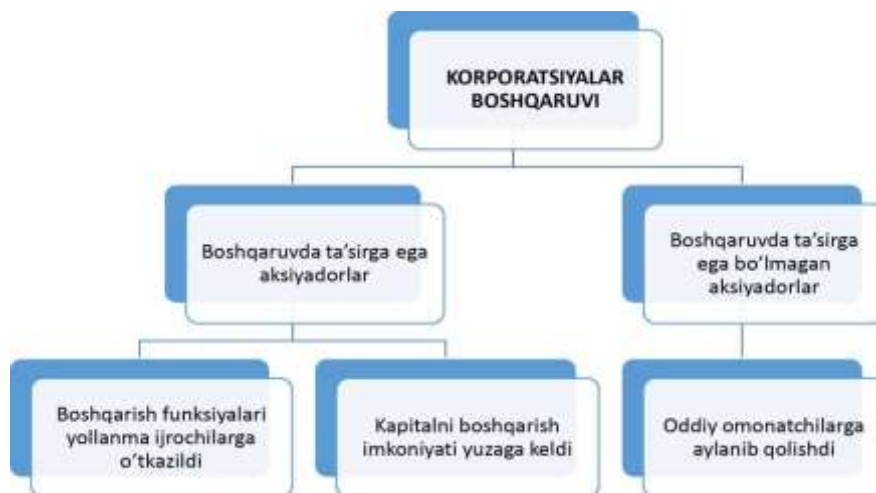 KORPORATSIYALAR
BOSHQARUVI
Boshqaruvda ta’sirga ega
aksiyadorlar
Boshqaruvda ta’sirga
ega bo‘lmagan
aksiyadorlar
Boshqarish funksiyalari
yollanma ijrochilarga
o‘tkazildi
Kapitalni boshqarish
imkoniyati yuzaga keldi
Oddiy omonatchilarga
aylanib qolishdi